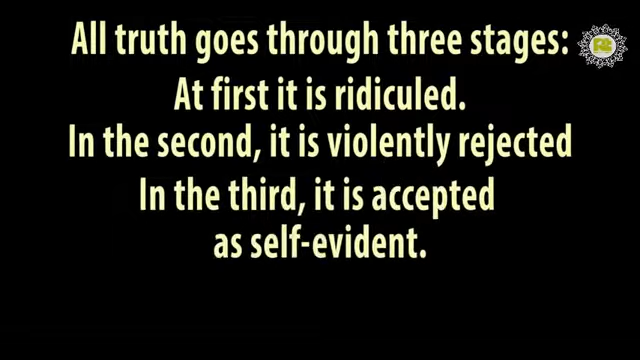 All truth goes through three stages:
At first it is ridiculed.
In the second, it is violently rejected
In the third, it is accepted
as self-evident.